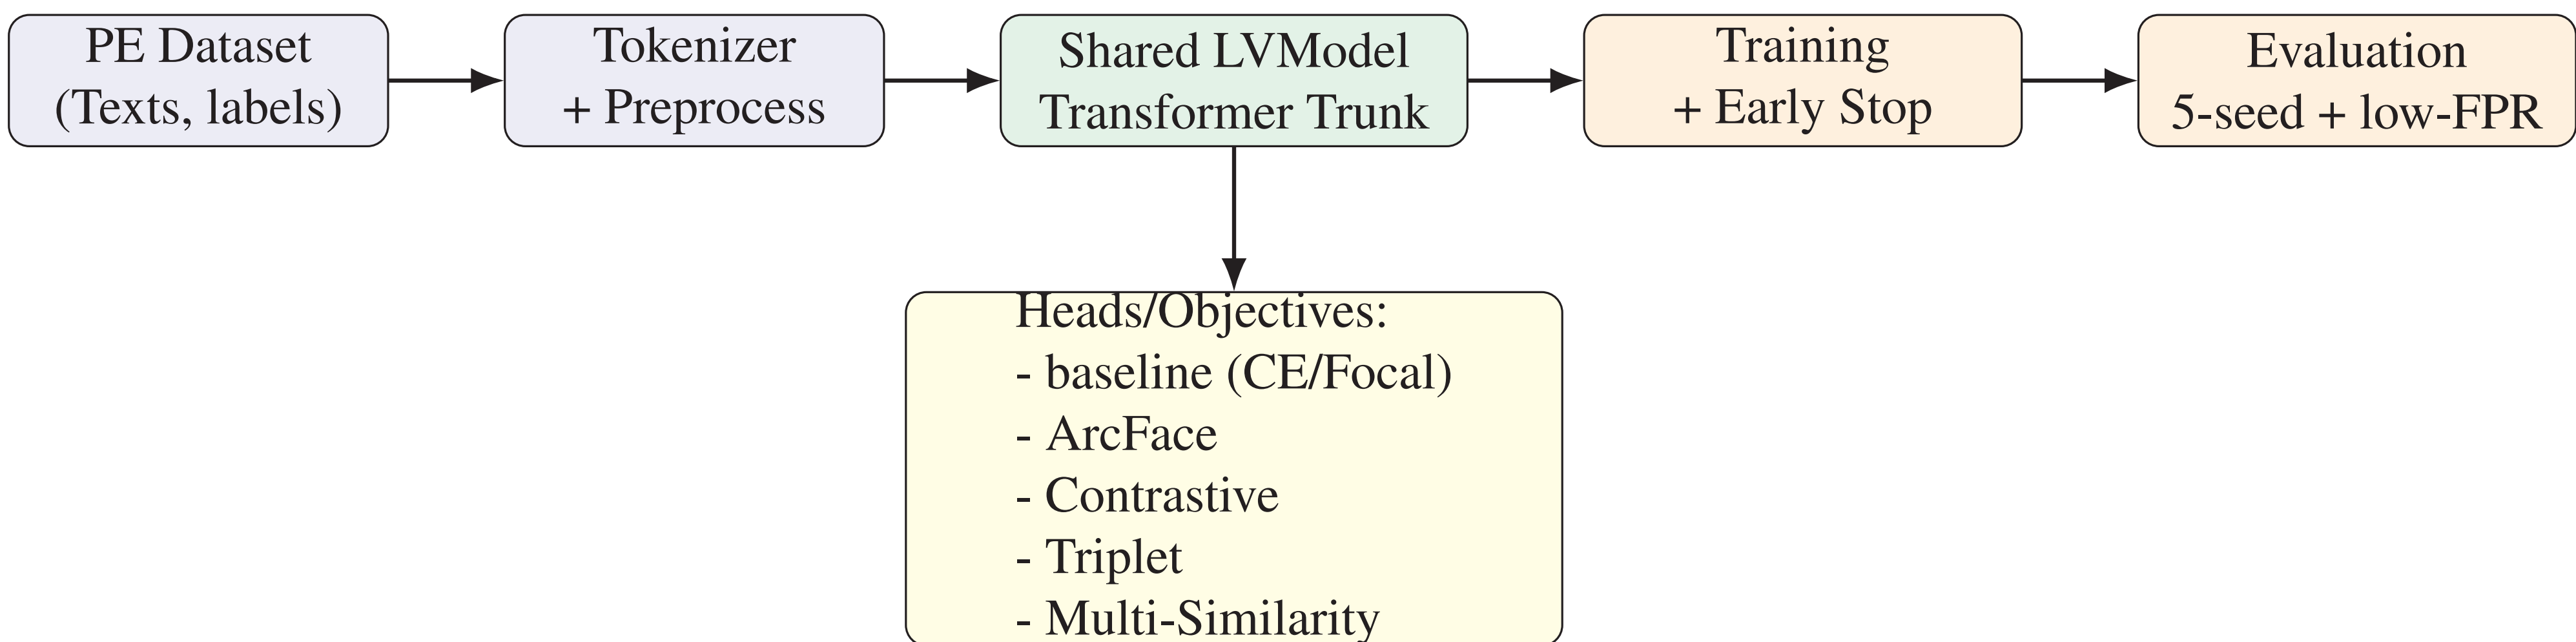 PE Dataset
(Texts, labels)
Tokenizer
+ Preprocess
Shared LVModel
Transformer Trunk
Training
+ Early Stop
Evaluation
5-seed + low-FPR
Heads/Objectives:
- baseline (CE/Focal)
- ArcFace
- Contrastive
- Triplet
- Multi-Similarity